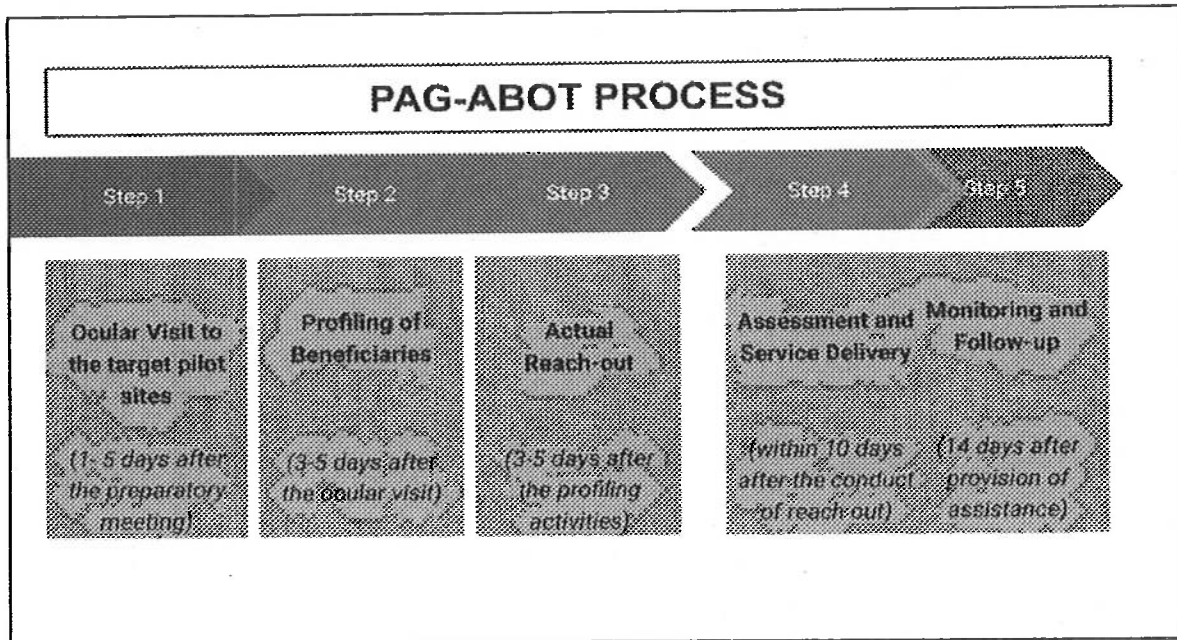 PAG-ABOT PROCESS
Step 1
Step 2
Step 3
Step 4
Step 5
Ocular Visit to
the target pilot
sites
(1- 5 days after
the preparatory
meeting)
Profiling of
Beneficiaries
(3-5 days after
the ocular visit)
Actual
Reach-out
(3-5 days after
the profiling
activities)
Assessment and
Service Delivery
(within 10 days
after the conduct
of reach-out)
Monitoring and
Follow-up
(14 days after
provision of
assistance)